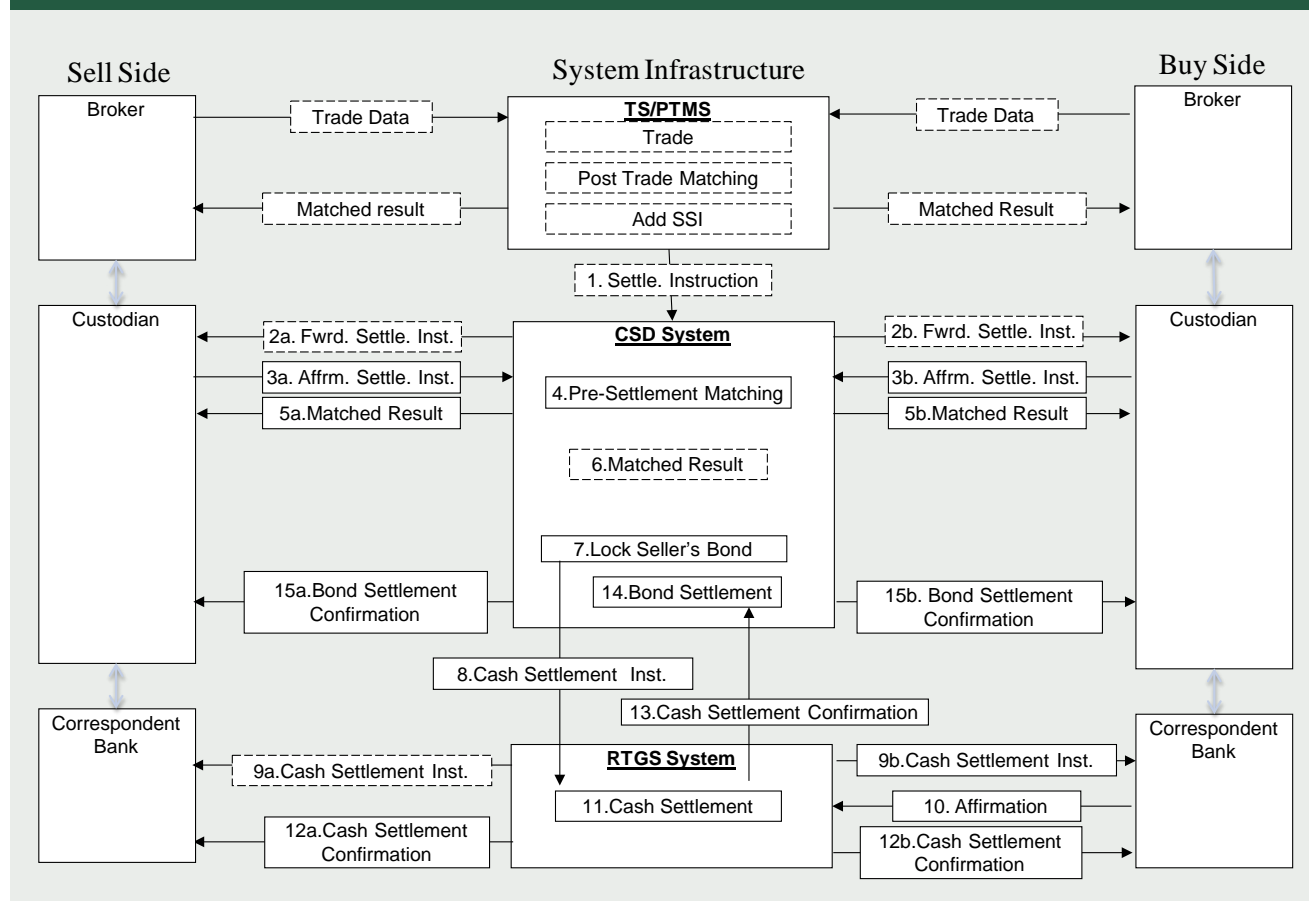 Sell Side
System Infrastructure
Buy Side
Broker
Trade Data
TS/PTMS
Trade
Post Trade Matching
Add SSI
Trade Data
Broker
Matched result
Matched Result
1. Settle. Instruction
Custodian
2a. Fwrd. Settle. Inst.
3a. Affrm. Settle. Inst.
5a.Matched Result
CSD System
4.Pre-Settlement Matching
6.Matched Result
7.Lock Seller's Bond
14.Bond Settlement
2b. Fwrd. Settle. Inst.
3b. Affrm. Settle. Inst.
5b.Matched Result
Custodian
15a.Bond Settlement
Confirmation
15b. Bond Settlement
Confirmation
8.Cash Settlement Inst.
13.Cash Settlement Confirmation
Correspondent
Bank
9a.Cash Settlement Inst.
12a.Cash Settlement
Confirmation
RTGS System
11.Cash Settlement
9b.Cash Settlement Inst.
10. Affirmation
12b.Cash Settlement
Confirmation
Correspondent
Bank